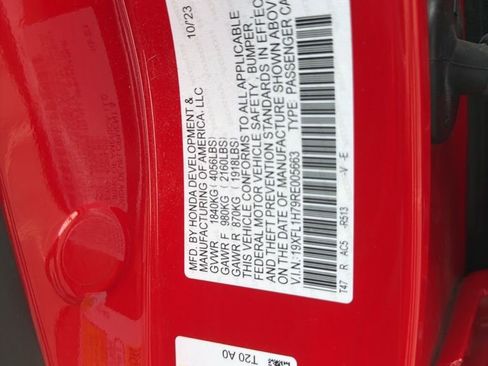 MFD. BY HONDA DEVELOPMENT & 10/'23
MANUFACTURING OF AMERICA, LLC
GVWR 1840KG (4056LBS)
GAWR F 980KG (2160LBS)
GAWR R 870KG (1918LBS)
THIS VEHICLE CONFORMS TO ALL APPLICABLE
FEDERAL MOTOR VEHICLE SAFETY, BUMPER,
AND THEFT PREVENTION STANDARDS IN EFFECT
ON THE DATE OF MANUFACTURE SHOWN ABOVE
V.I.N: 19XFL1H79RE005663 TYPE PASSENGER CA
T47 R AC5 -R513 -V -E
T20 A0